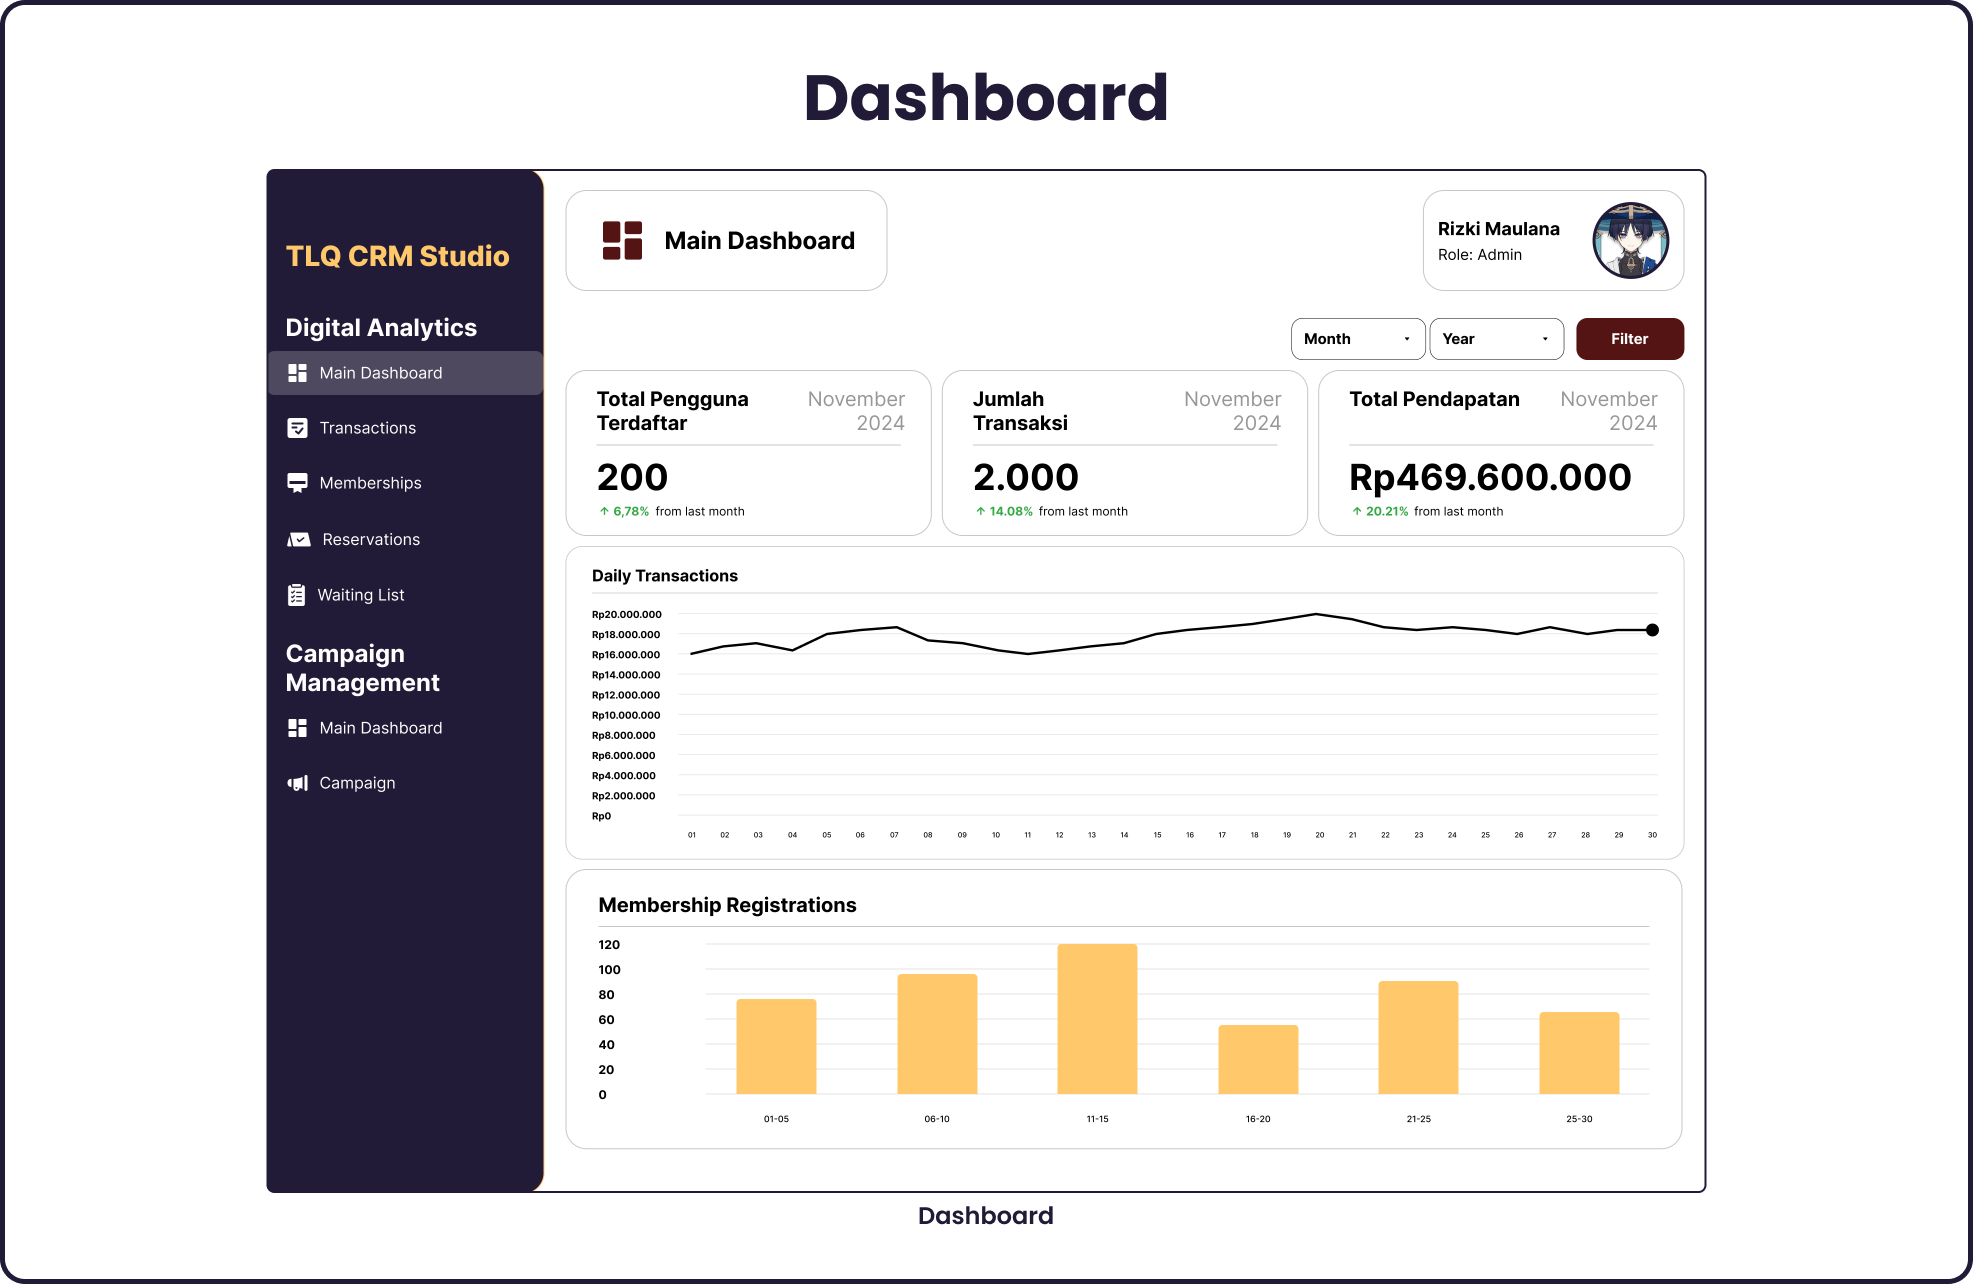 Dashboard
TLQ CRM Studio
Digital Analytics
Main Dashboard
Transactions
Memberships
Reservations
Waiting List
Campaign
Management
Main Dashboard
Campaign
Main Dashboard
Rizki Maulana
Role: Admin
Month
Year
Filter
Total Pengguna
Terdaftar
November
2024
200
↑ 6,78% from last month
Jumlah
Transaksi
November
2024
2.000
↑ 14.08% from last month
Total Pendapatan
November
2024
Rp469.600.000
↑ 20.21% from last month
Daily Transactions
Rp20.000.000
Rp18.000.000
Rp16.000.000
Rp14.000.000
Rp12.000.000
Rp10.000.000
Rp8.000.000
Rp6.000.000
Rp4.000.000
Rp2.000.000
Rp0
01 02 03 04 05 06 07 08 09 10 11 12 13 14 15 16 17 18 19 20 21 22 23 24 25 26 27 28 29 30
Membership Registrations
120
100
80
60
40
20
0
01-05 06-10 11-15 16-20 21-25 25-30
Dashboard